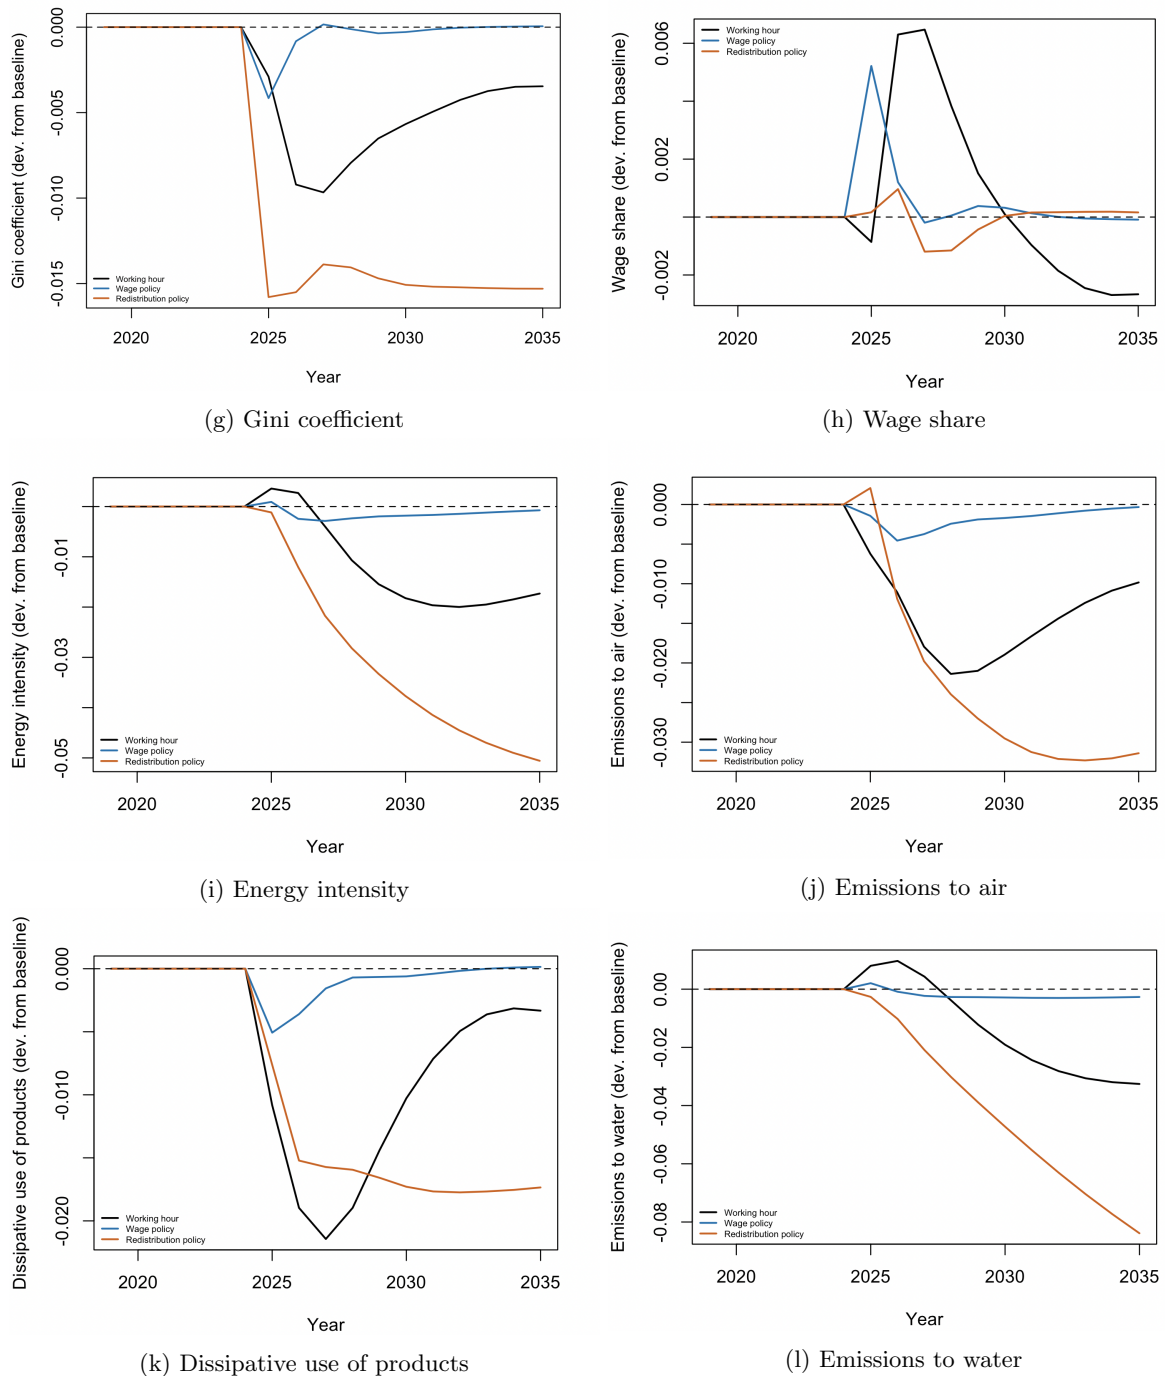 Gini coefficient (dev. from baseline)
0.000
-0.005
-0.010
-0.015
Working hour
Wage policy
Redistribution policy
2020 2025 2030 2035
Year
(g) Gini coefficient
Wage share (dev. from baseline)
0.006
0.002
-0.002
Working hour
Wage policy
Redistribution policy
2020 2025 2030 2035
Year
(h) Wage share
Energy intensity (dev. from baseline)
-0.01
-0.03
-0.05
Working hour
Wage policy
Redistribution policy
2020 2025 2030 2035
Year
(i) Energy intensity
Emissions to air (dev. from baseline)
0.000
-0.010
-0.020
-0.030
Working hour
Wage policy
Redistribution policy
2020 2025 2030 2035
Year
(j) Emissions to air
Dissipative use of products (dev. from baseline)
0.000
-0.010
-0.020
Working hour
Wage policy
Redistribution policy
2020 2025 2030 2035
Year
(k) Dissipative use of products
Emissions to water (dev. from baseline)
0.00
-0.02
-0.04
-0.06
-0.08
Working hour
Wage policy
Redistribution policy
2020 2025 2030 2035
Year
(l) Emissions to water